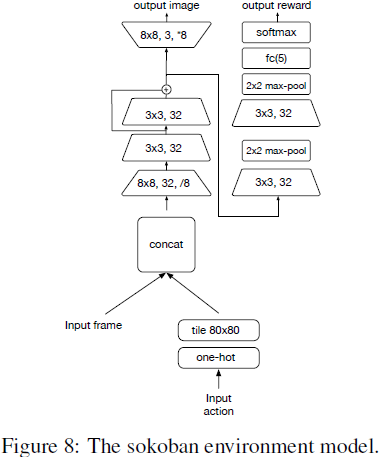 output image
output reward
8x8, 3, *8
softmax
fc(5)
2x2 max-pool
3x3, 32
3x3, 32
3x3, 32
2x2 max-pool
8x8, 32, /8
3x3, 32
concat
Input frame
tile 80x80
one-hot
Input
action
Figure 8: The sokoban environment model.